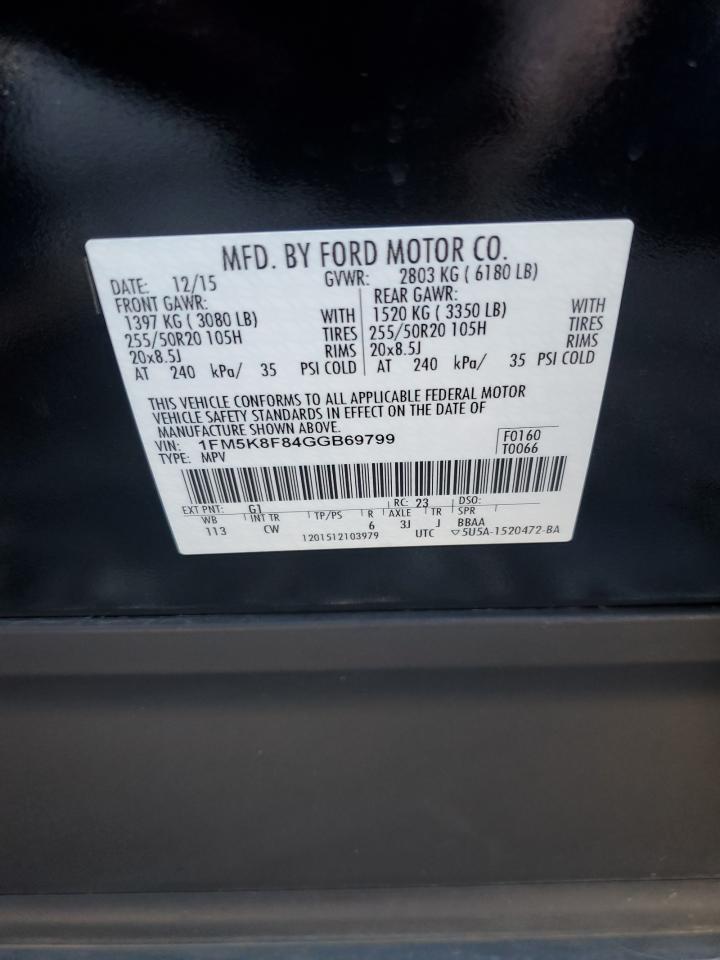 MFD. BY FORD MOTOR CO.
DATE: 12/15 GVWR: 2803 KG ( 6180 LB)
FRONT GAWR: REAR GAWR:
1397 KG ( 3080 LB) WITH 1520 KG ( 3350 LB) WITH
255/50R20 105H TIRES 255/50R20 105H TIRES
20x8.5J RIMS 20x8.5J RIMS
AT 240 kPa/ 35 PSI COLD AT 240 kPa/ 35 PSI COLD
THIS VEHICLE CONFORMS TO ALL APPLICABLE FEDERAL MOTOR
VEHICLE SAFETY STANDARDS IN EFFECT ON THE DATE OF
MANUFACTURE SHOWN ABOVE.
VIN: 1FM5K8F84GGB69799 F0160
TYPE: MPV T0066
EXT PNT: G1 RC: 23 DSO:
WB INT TR TP/PS R AXLE TR SPR
113 CW 6 3J J BBAA
1201512103979 UTC ▽5U5A-1520472-BA